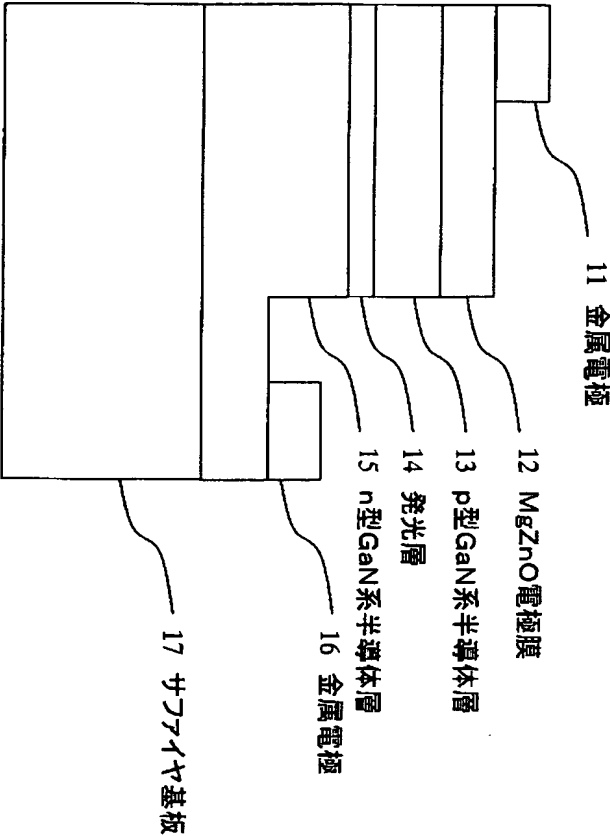 11 金属電極
12 MgZnO電極膜
13 p型GaN系半導体層
14 発光層
15 n型GaN系半導体層
16 金属電極
17 サファイヤ基板